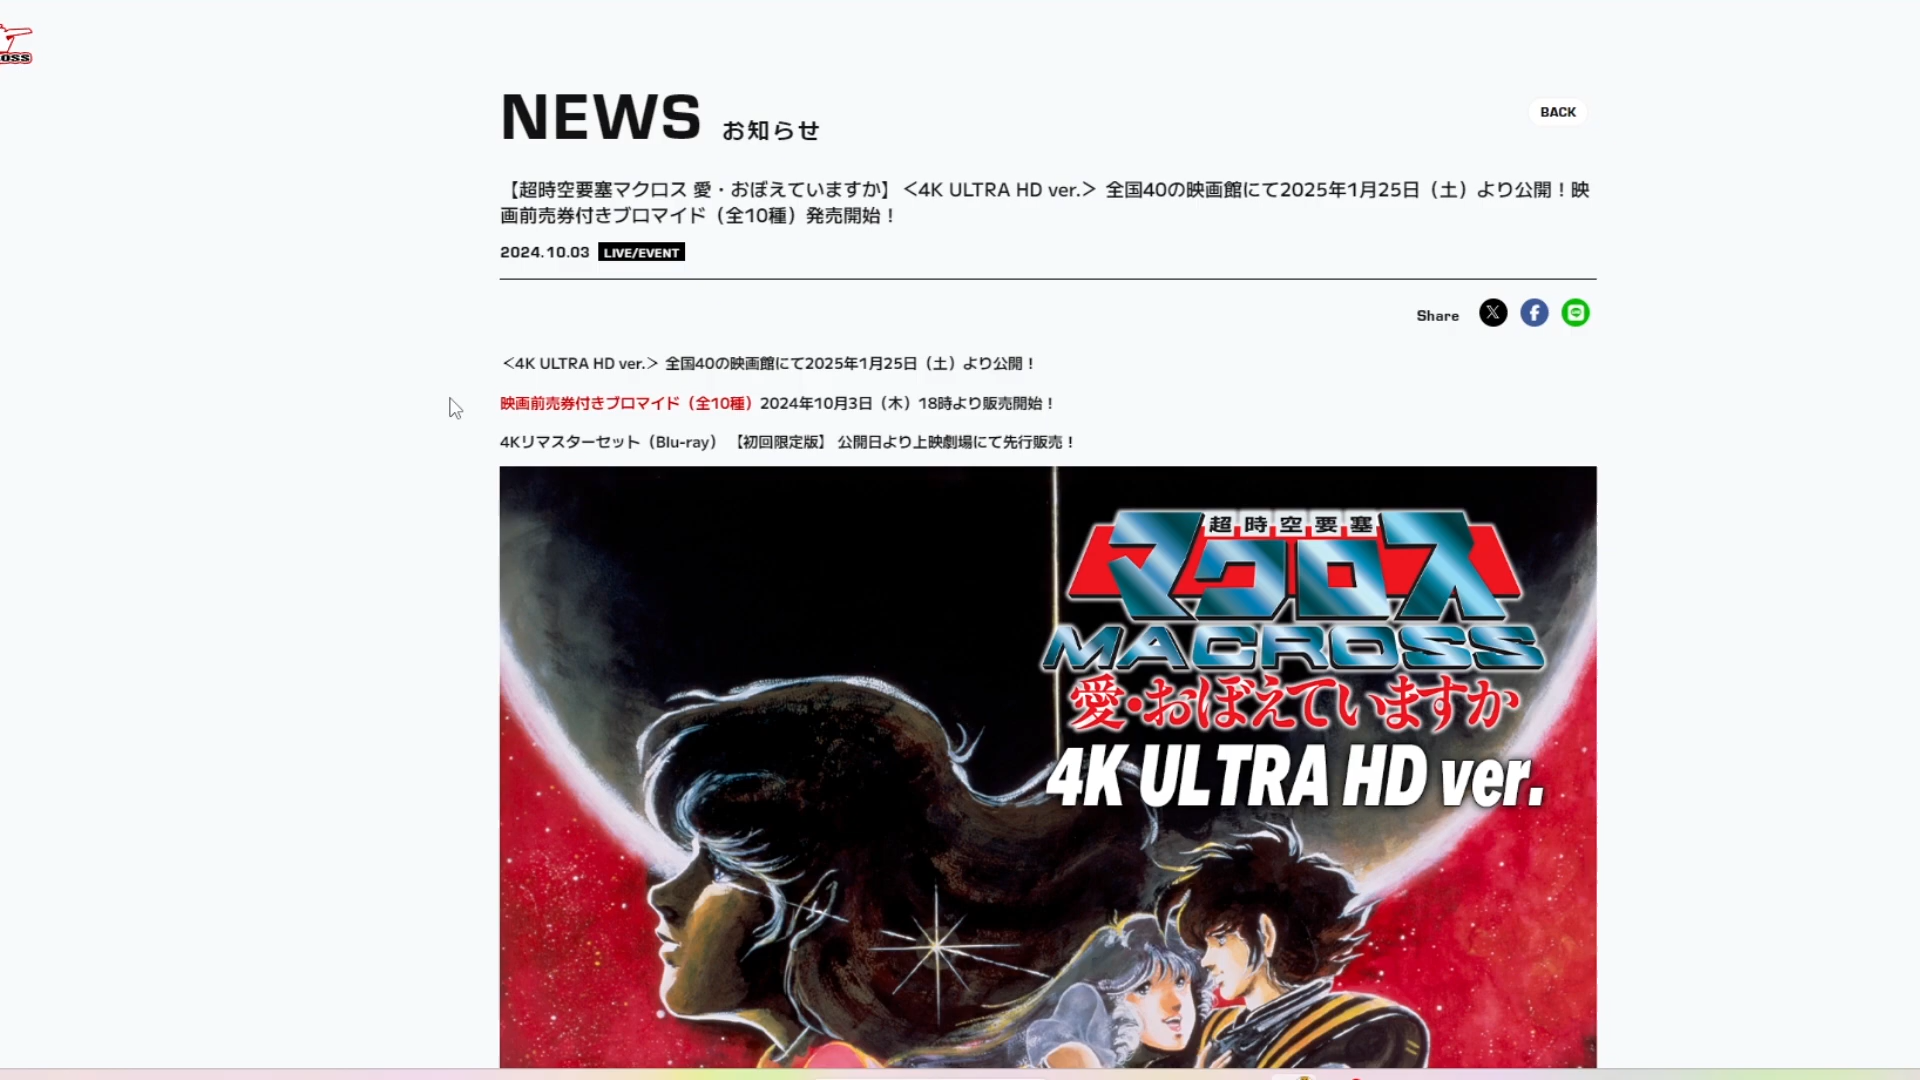 OSS
NEWS お知らせ
BACK
【超時空要塞マクロス 愛・おぼえていますか】＜4K ULTRA HD ver.＞ 全国40の映画館にて2025年1月25日（土）より公開！映
画前売券付きブロマイド（全10種）発売開始！
2024.10.03 LIVE/EVENT
Share
＜4K ULTRA HD ver.＞ 全国40の映画館にて2025年1月25日（土）より公開！
映画前売券付きブロマイド（全10種）2024年10月3日（木）18時より販売開始！
4Kリマスターセット（Blu-ray）【初回限定版】 公開日より上映劇場にて先行販売！
超時空要塞
マクロス
MACROSS
愛・おぼえていますか
4K ULTRA HD ver.